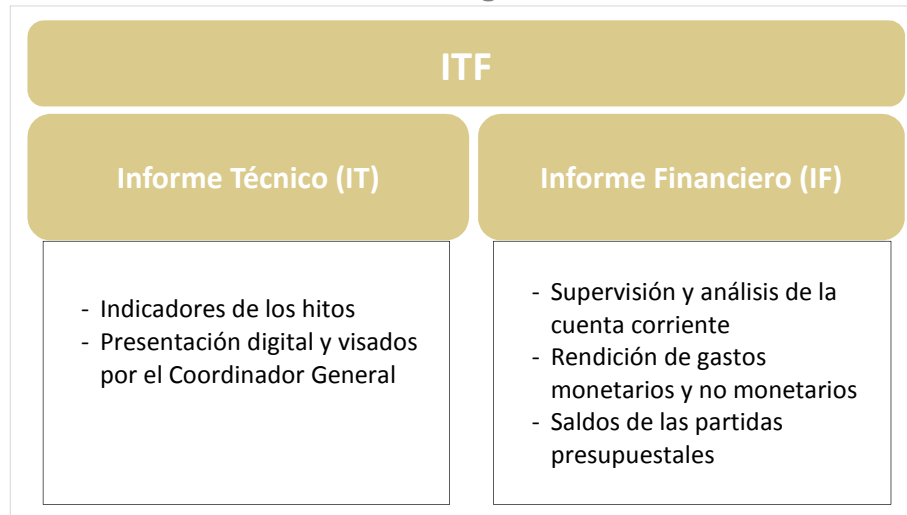 ITF
Informe Técnico (IT)
- Indicadores de los hitos
- Presentación digital y visados
por el Coordinador General
Informe Financiero (IF)
- Supervisión y análisis de la
cuenta corriente
- Rendición de gastos
monetarios y no monetarios
- Saldos de las partidas
presupuestales